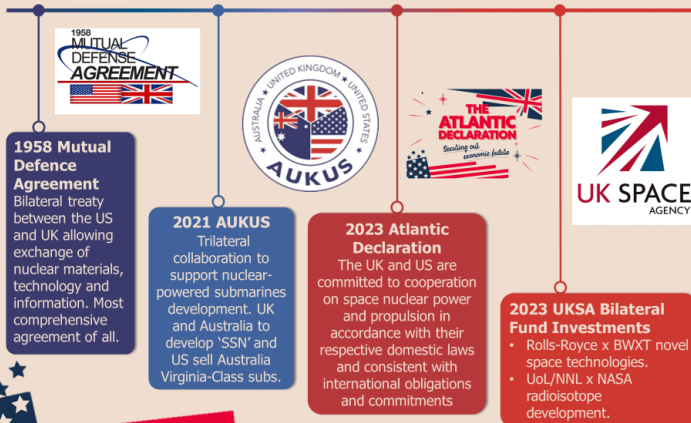 1958
MUTUAL
DEFENSE
AGREEMENT
1958 Mutual
Defence
Agreement
Bilateral treaty
between the US
and UK allowing
exchange of
nuclear materials,
technology and
information. Most
comprehensive
agreement of all.
AUSTRALIA ★ UNITED KINGDOM ★ UNITED STATES
AUKUS
2021 AUKUS
Trilateral
collaboration to
support nuclear-
powered submarines
development. UK
and Australia to
develop ‘SSN’ and
US sell Australia
Virginia-Class subs.
THE
ATLANTIC
DECLARATION
Securing our
economic future
2023 Atlantic
Declaration
The UK and US are
committed to cooperation
on space nuclear power
and propulsion in
accordance with their
respective domestic laws
and consistent with
international obligations
and commitments
UK SPACE
AGENCY
2023 UKSA Bilateral
Fund Investments
• Rolls-Royce x BWXT novel
space technologies.
• UoL/NNL x NASA
radioisotope
development.